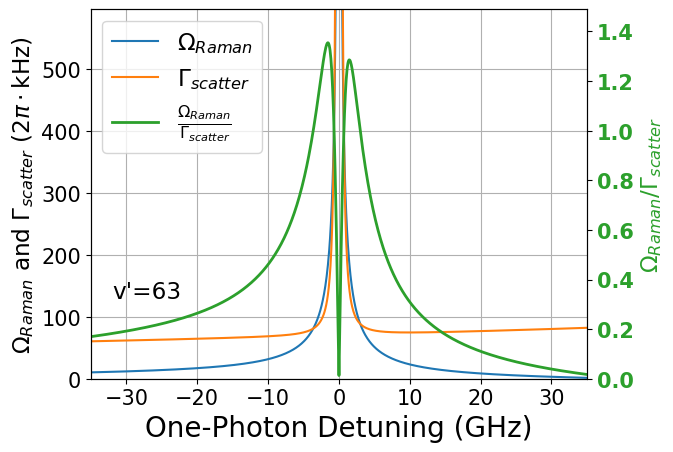 Ω_Raman
Γ_scatter
Ω_Raman
Γ_scatter
v'=63
Ω_Raman and Γ_scatter (2π · kHz)
0
100
200
300
400
500
−30
−20
−10
0
10
20
30
One-Photon Detuning (GHz)
0.0
0.2
0.4
0.6
0.8
1.0
1.2
1.4
Ω_Raman/Γ_scatter